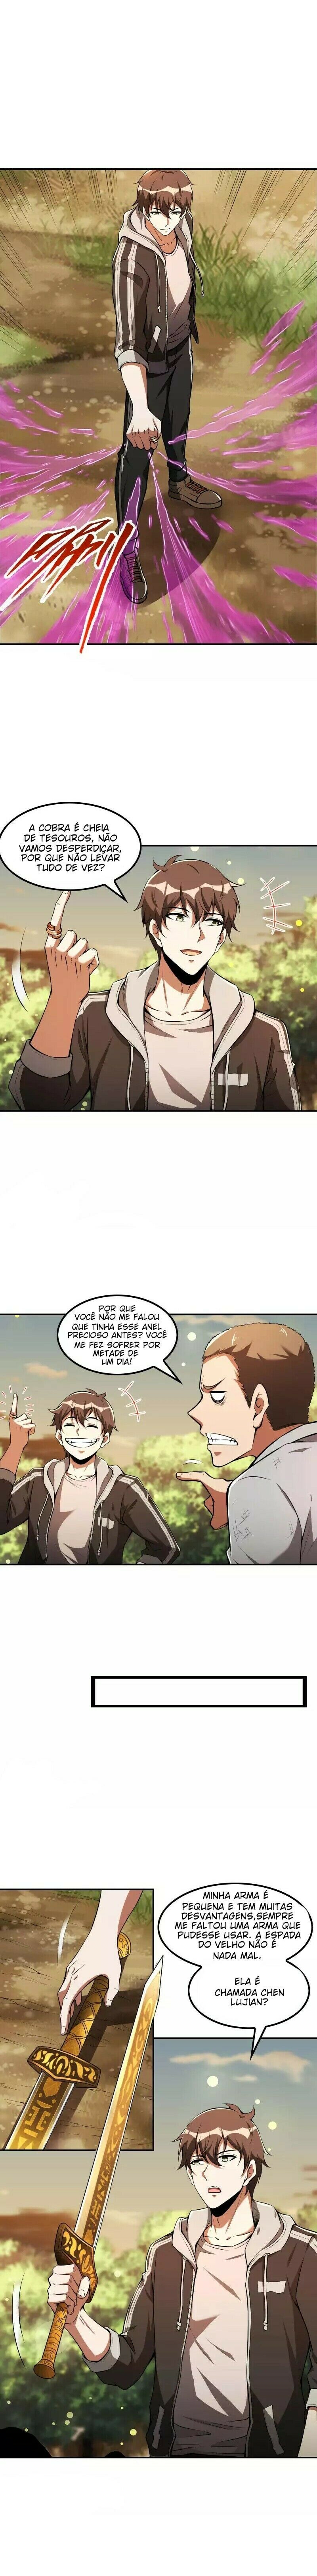 A COBRA É CHEIA
DE TESOUROS, NÃO
VAMOS DESPERDIÇAR,
POR QUE NÃO LEVAR
TUDO DE VEZ?
POR QUE
VOCÊ NÃO ME FALOU
QUE TINHA ESSE ANEL
PRECIOSO ANTES? VOCÊ
ME FEZ SOFRER POR
METADE DE
UM DIA!
MINHA ARMA É
PEQUENA E TEM MUITAS
DESVANTAGENS,SEMPRE
ME FALTOU UMA ARMA QUE
PUDESSE USAR. A ESPADA
DO VELHO NÃO É
NADA MAL.
ELA É
CHAMADA CHEN
LUJIAN?